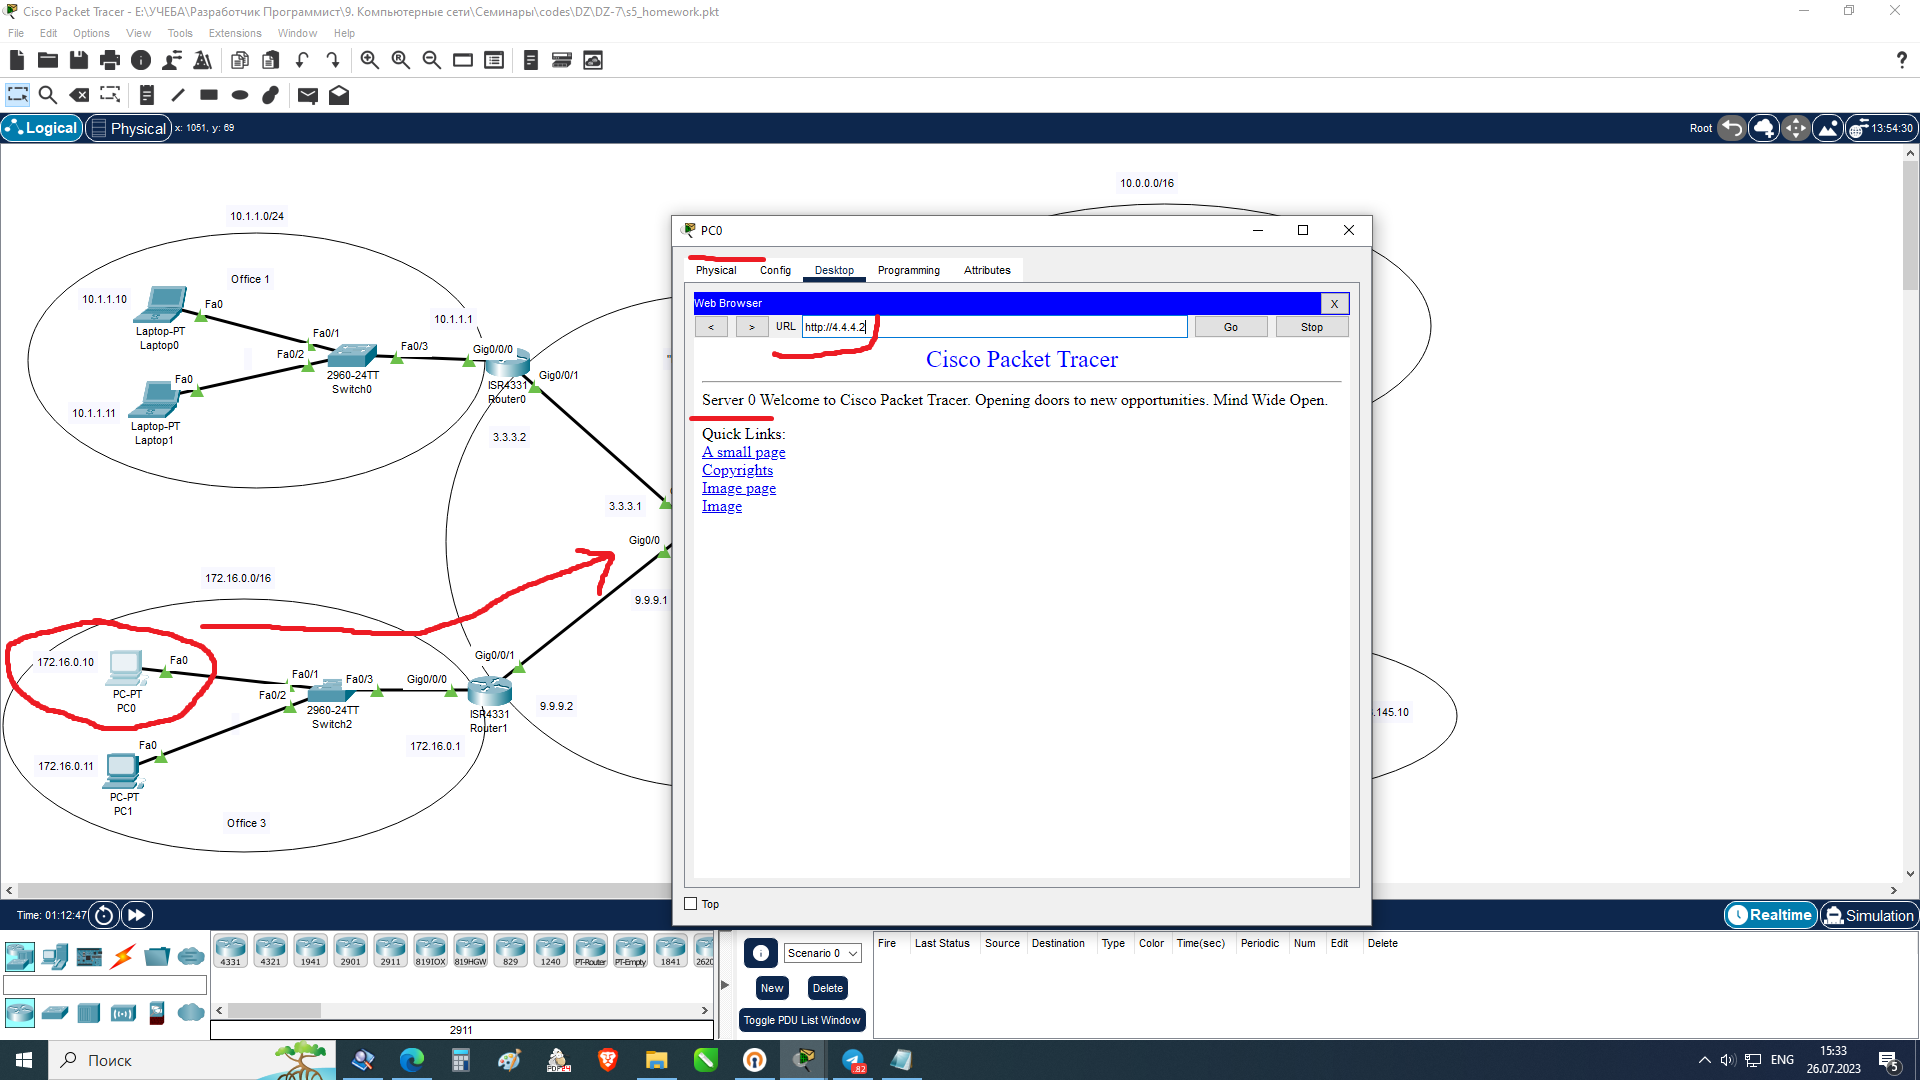 Cisco Packet Tracer - E:\УЧЕБА\Разработчик Программист\9. Компьютерные сети\Семинары\codes\DZ\DZ-7\s5_homework.pkt
File Edit Options View Tools Extensions Window Help
Logical Physical x: 1051, y: 69 Root 13:54:30
10.0.0.0/16
10.1.1.0/24
Office 1
10.1.1.10
Fa0
Laptop-PT
Laptop0
Fa0/1
Fa0/2
Fa0/3
2960-24TT
Switch0
10.1.1.1
Gig0/0/0
Gig0/0/1
ISR4331
Router0
Fa0
10.1.1.11
Laptop-PT
Laptop1
3.3.3.2
3.3.3.1
Gig0/0
9.9.9.1
172.16.0.0/16
172.16.0.10
Fa0
PC-PT
PC0
Fa0/1
Fa0/2
Fa0/3
2960-24TT
Switch2
Gig0/0/0
Gig0/0/1
ISR4331
Router1
9.9.9.2
172.16.0.1
Fa0
172.16.0.11
PC-PT
PC1
Office 3
.145.10
PC0
Physical Config Desktop Programming Attributes
Web Browser X
< > URL http://4.4.4.2 Go Stop
Cisco Packet Tracer
Server 0 Welcome to Cisco Packet Tracer. Opening doors to new opportunities. Mind Wide Open.
Quick Links:
A small page
Copyrights
Image page
Image
Top
Time: 01:12:47 Realtime Simulation
4331 4321 1941 2901 2911 819IOX 819HGW 829 1240 PT-Router PT-Empty 1841 2620
2911
Scenario 0
New Delete
Toggle PDU List Window
Fire Last Status Source Destination Type Color Time(sec) Periodic Num Edit Delete
Поиск
PDF24
82
ENG
15:33
26.07.2023
5